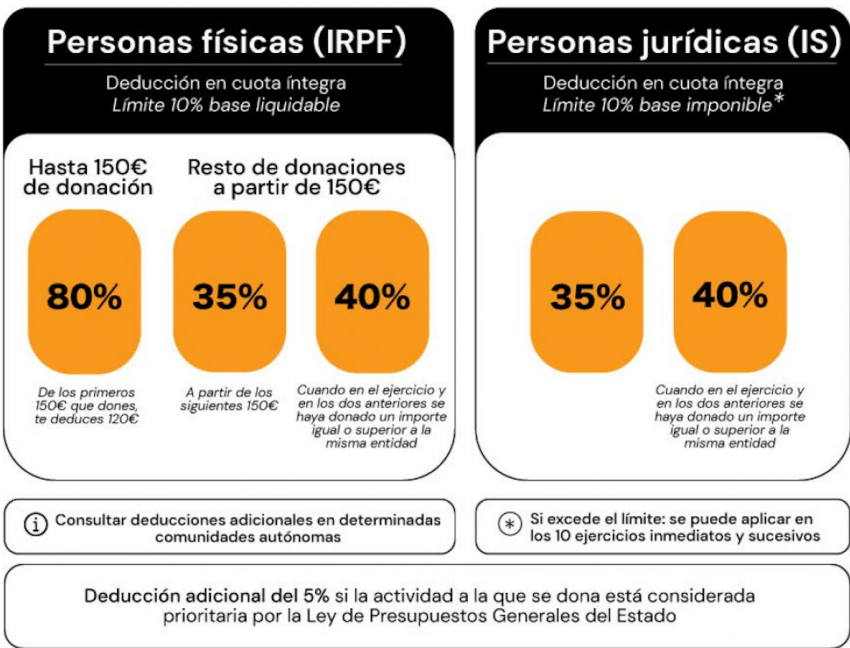 Personas físicas (IRPF)
Deducción en cuota íntegra
Límite 10% base liquidable
Hasta 150€
de donación
Resto de donaciones
a partir de 150€
80%
35%
40%
De los primeros
150€ que dones,
te deduces 120€
A partir de los
siguientes 150€
Cuando en el ejercicio y
en los dos anteriores se
haya donado un importe
igual o superior a la
misma entidad
Personas jurídicas (IS)
Deducción en cuota íntegra
Límite 10% base imponible*
35%
40%
Cuando en el ejercicio y
en los dos anteriores se
haya donado un importe
igual o superior a la
misma entidad
i Consultar deducciones adicionales en determinadas
comunidades autónomas
* Si excede el límite: se puede aplicar en
los 10 ejercicios inmediatos y sucesivos
Deducción adicional del 5% si la actividad a la que se dona está considerada
prioritaria por la Ley de Presupuestos Generales del Estado